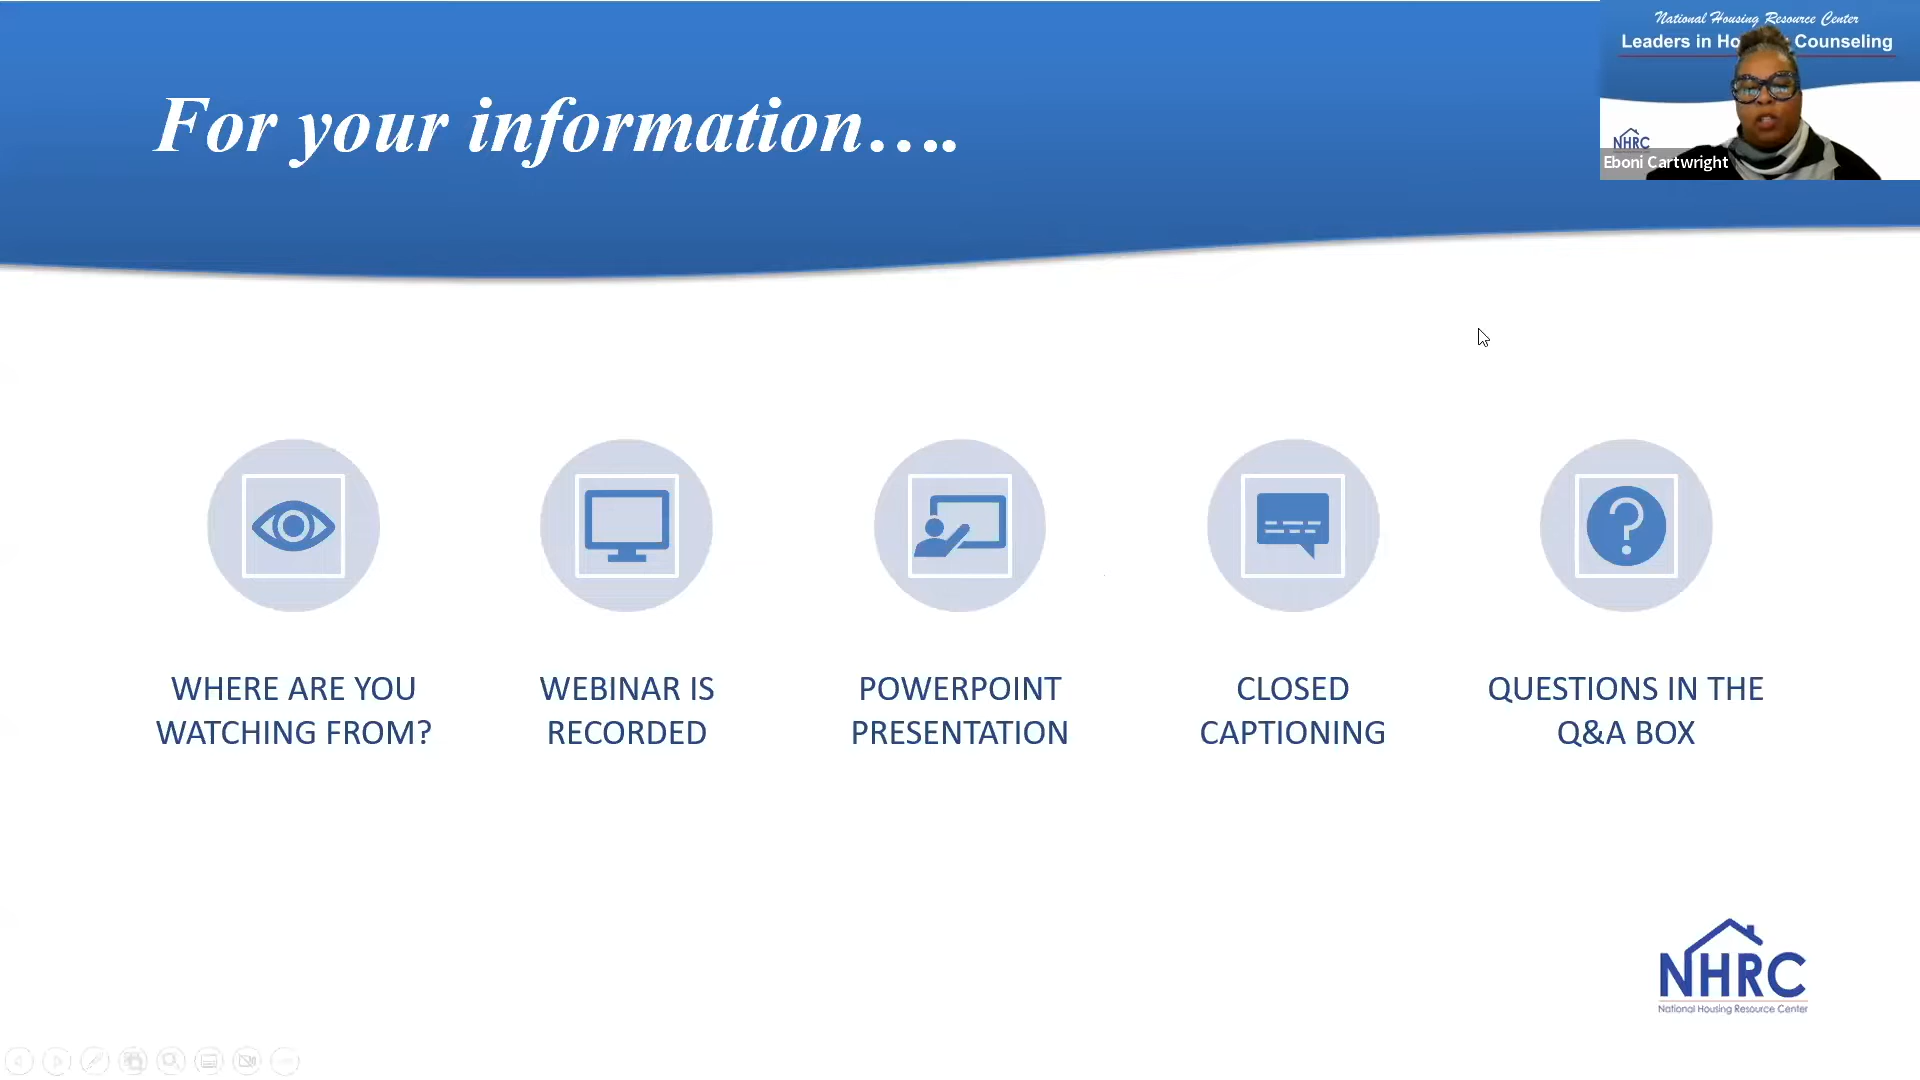 For your information….
National Housing Resource Center
Leaders in Ho Counseling
NHRC
Eboni Cartwright
WHERE ARE YOU
WATCHING FROM?
WEBINAR IS
RECORDED
POWERPOINT
PRESENTATION
CLOSED
CAPTIONING
QUESTIONS IN THE
Q&A BOX
NHRC
National Housing Resource Center